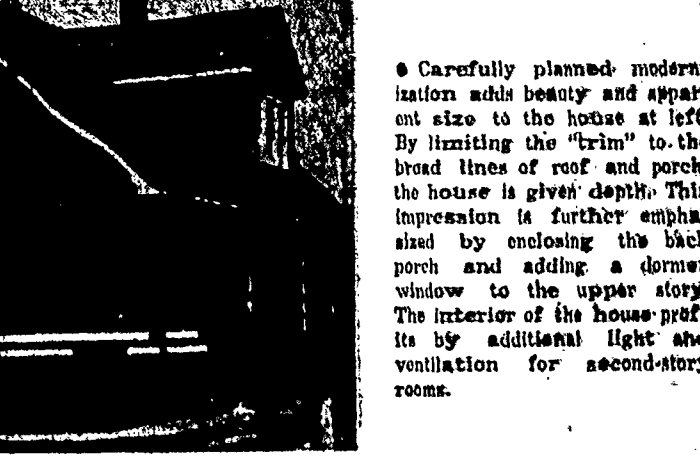 • Carefully planned modern
ization adds beauty and appar
ent size to the house at left
By limiting the "trim" to the
broad lines of roof and porch
the house is given depth. This
impression is further empha
sized by enclosing the back
porch and adding a dormer
window to the upper story
The interior of the house prof
its by additional light and
ventilation for second-story
rooms.